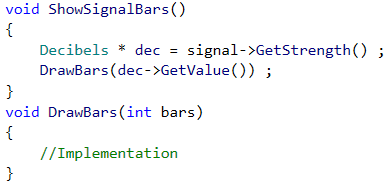 void ShowSignalBars()
{
    Decibels * dec = signal->GetStrength() ;
    DrawBars(dec->GetValue()) ;
}
void DrawBars(int bars)
{
    //Implementation
}